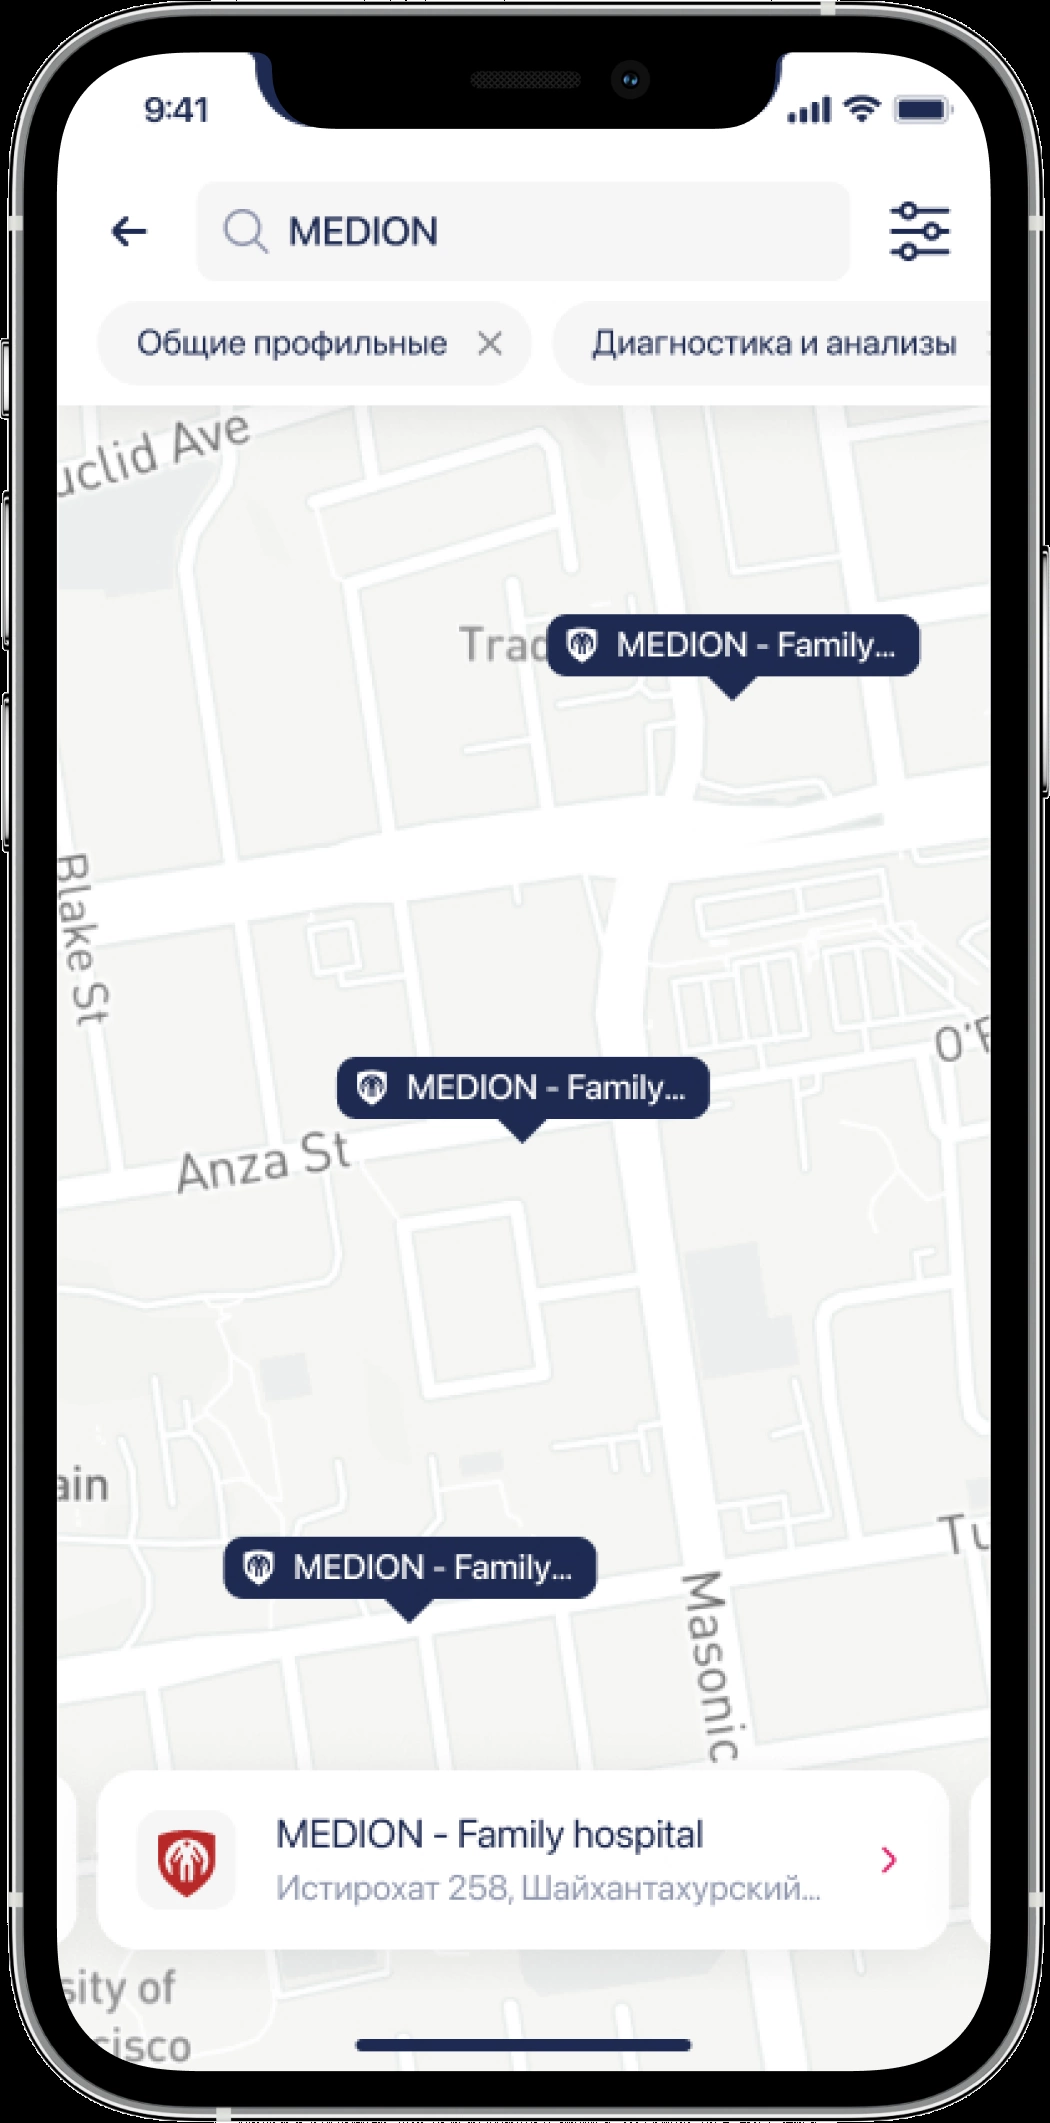 9:41
MEDION
Общие профильные
Диагностика и анализы
uclid Ave
Trad
MEDION - Family...
Blake St
O'F
MEDION - Family...
Anza St
ain
Tu
MEDION - Family...
Masonic
MEDION - Family hospital
Истирохат 258, Шайхантахурский...
sity of
cisco